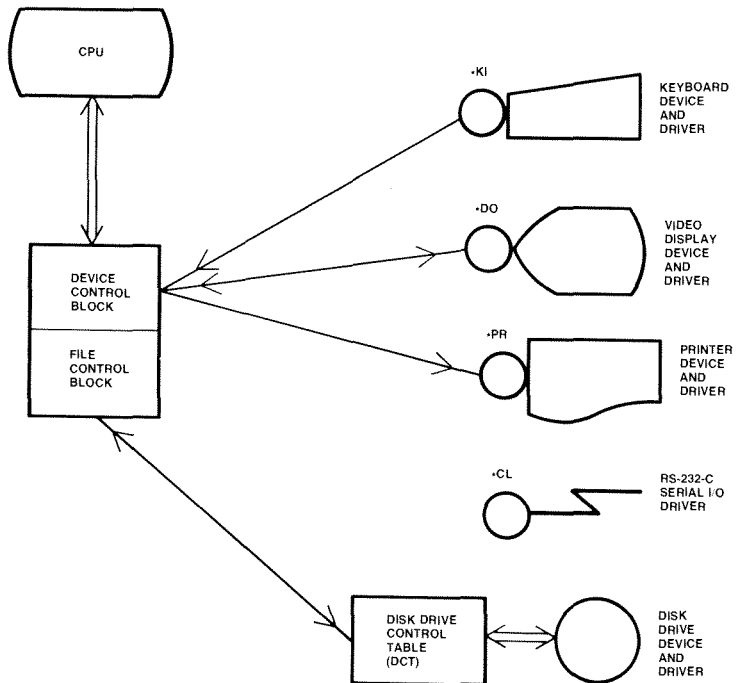 CPU
*KI
KEYBOARD
DEVICE
AND
DRIVER
*DO
VIDEO
DISPLAY
DEVICE
AND
DRIVER
DEVICE
CONTROL
BLOCK
FILE
CONTROL
BLOCK
*PR
PRINTER
DEVICE
AND
DRIVER
*CL
RS-232-C
SERIAL I/O
DRIVER
DISK DRIVE
CONTROL
TABLE
(DCT)
DISK
DRIVE
DEVICE
AND
DRIVER